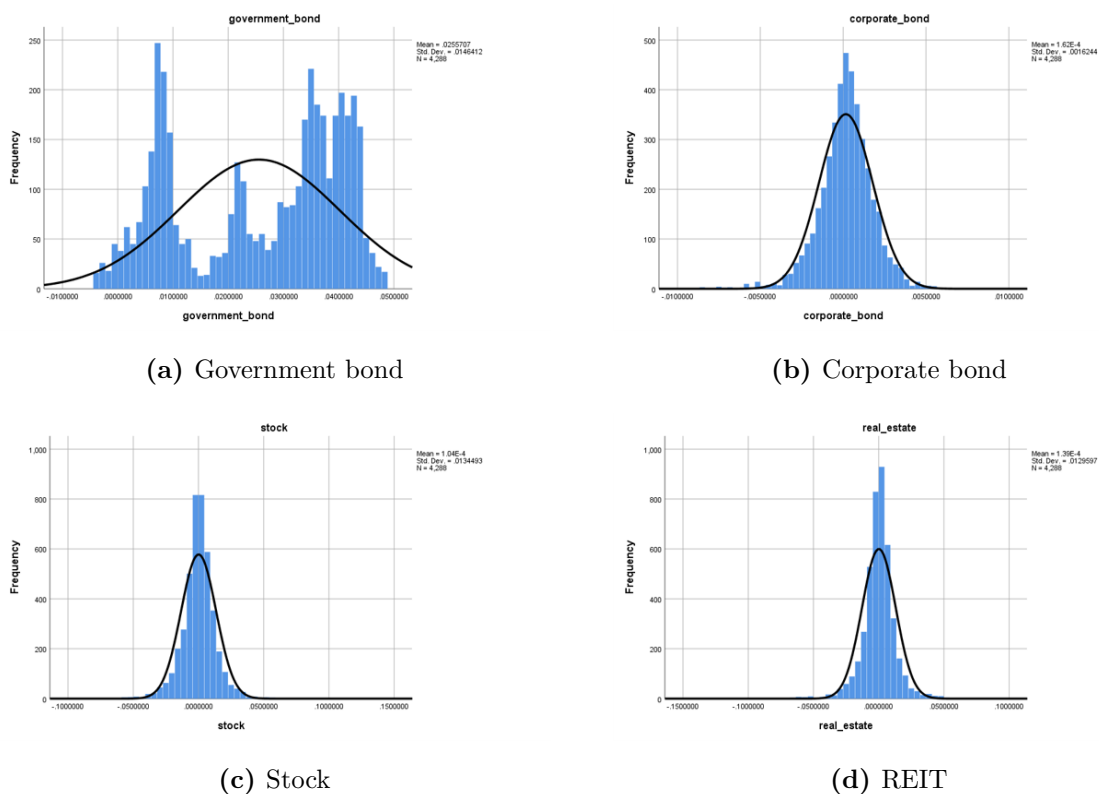 government_bond
Mean = .0255707
Std. Dev. = .0146412
N = 4,288
250
200
150
100
50
0
Frequency
-.0100000 .0000000 .0100000 .0200000 .0300000 .0400000 .0500000
government_bond
(a) Government bond
corporate_bond
Mean = 1.62E-4
Std. Dev. = .0016244
N = 4,288
500
400
300
200
100
0
Frequency
-.0100000 -.0050000 .0000000 .0050000 .0100000
corporate_bond
(b) Corporate bond
stock
Mean = 1.04E-4
Std. Dev. = .0134493
N = 4,288
1,000
800
600
400
200
0
Frequency
-.1000000 -.0500000 .0000000 .0500000 .1000000 .1500000
stock
(c) Stock
real_estate
Mean = 1.39E-4
Std. Dev. = .0129597
N = 4,288
1,000
800
600
400
200
0
Frequency
-.1500000 -.1000000 -.0500000 .0000000 .0500000 .1000000
real_estate
(d) REIT